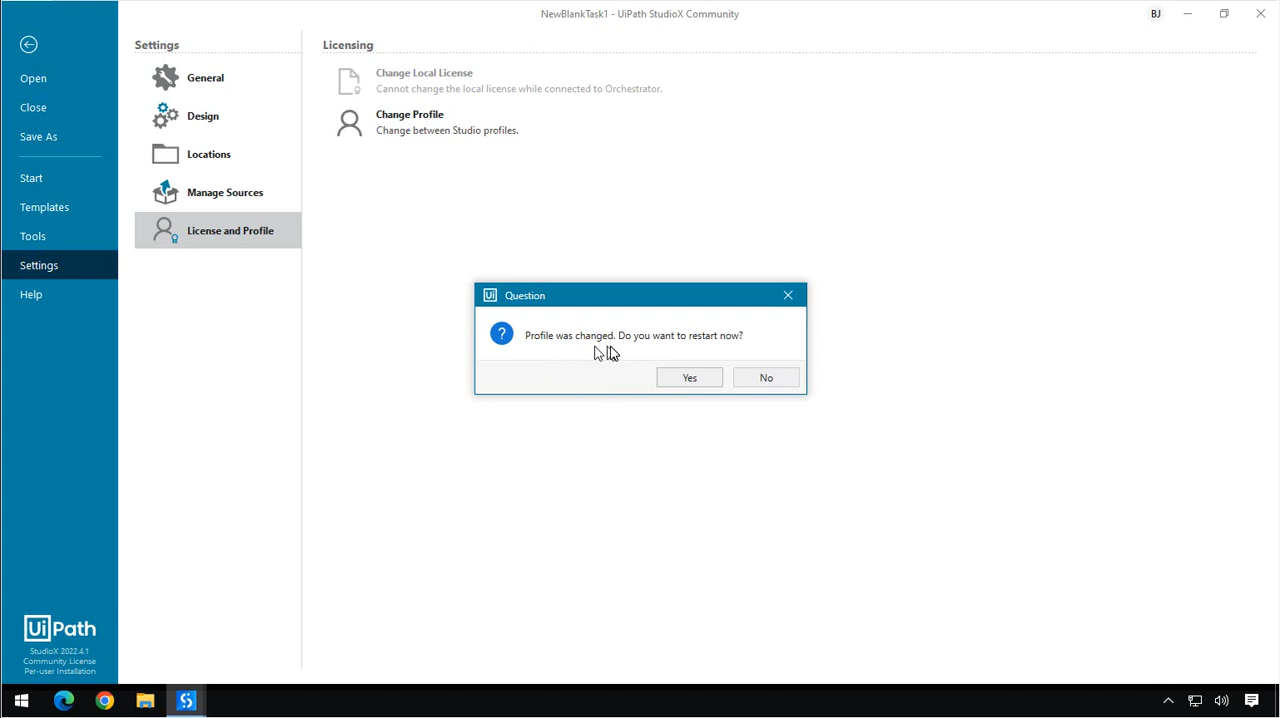 NewBlankTask1 - UiPath StudioX Community
BJ
Open
Close
Save As
Start
Templates
Tools
Settings
Help
UiPath
StudioX 2022.4.1
Community License
Per-user Installation
Settings
General
Design
Locations
Manage Sources
License and Profile
Licensing
Change Local License
Cannot change the local license while connected to Orchestrator.
Change Profile
Change between Studio profiles.
Ui Question
Profile was changed. Do you want to restart now?
Yes No